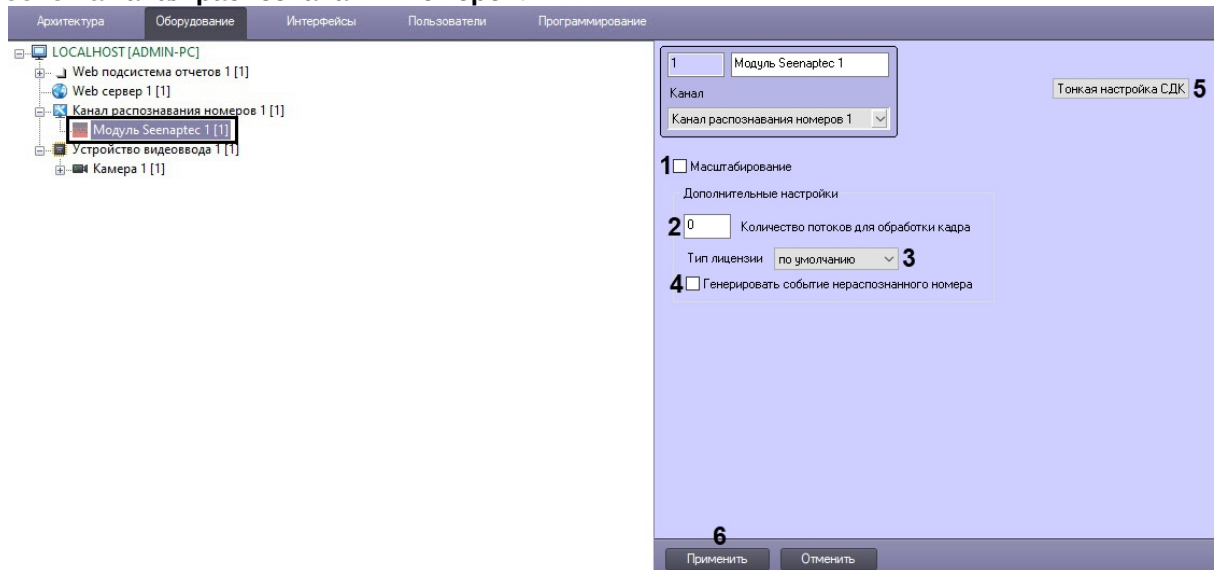 Архитектура Оборудование Интерфейсы Пользователи Программирование
LOCALHOST [ADMIN-PC]
Web подсистема отчетов 1 [1]
Web сервер 1 [1]
Канал распознавания номеров 1 [1]
Модуль Seenaptec 1 [1]
Устройство видеоввода 1 [1]
Камера 1 [1]
1 Модуль Seenaptec 1
Канал
Канал распознавания номеров 1
Тонкая настройка СДК 5
1 Масштабирование
Дополнительные настройки
2 0 Количество потоков для обработки кадра
Тип лицензии по умолчанию 3
4 Генерировать событие нераспознанного номера
6
Применить Отменить